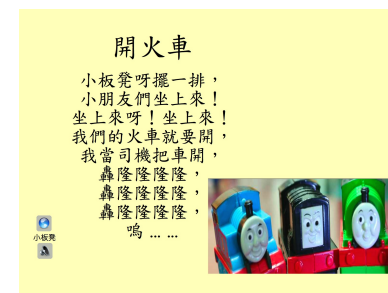 開火車
小板凳呀擺一排，
小朋友們坐上來！
坐上來呀！坐上來！
我們的火車就要開，
我當司機把車開，
轟隆隆隆隆，
轟隆隆隆隆，
轟隆隆隆隆，
嗚……
小板凳